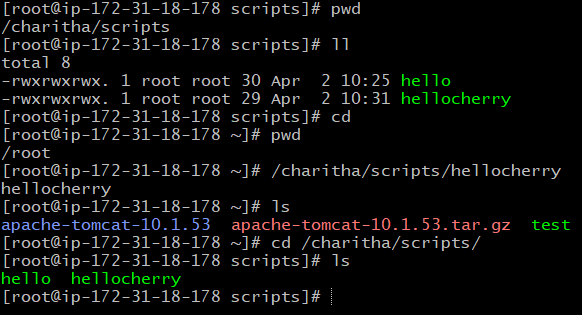 [root@ip-172-31-18-178 scripts]# pwd
/charitha/scripts
[root@ip-172-31-18-178 scripts]# ll
total 8
-rwxrwxrwx. 1 root root 30 Apr  2 10:25 hello
-rwxrwxrwx. 1 root root 29 Apr  2 10:31 hellocherry
[root@ip-172-31-18-178 scripts]# cd
[root@ip-172-31-18-178 ~]# pwd
/root
[root@ip-172-31-18-178 ~]# /charitha/scripts/hellocherry
hellocherry
[root@ip-172-31-18-178 ~]# ls
apache-tomcat-10.1.53  apache-tomcat-10.1.53.tar.gz  test
[root@ip-172-31-18-178 ~]# cd /charitha/scripts/
[root@ip-172-31-18-178 scripts]# ls
hello  hellocherry
[root@ip-172-31-18-178 scripts]#